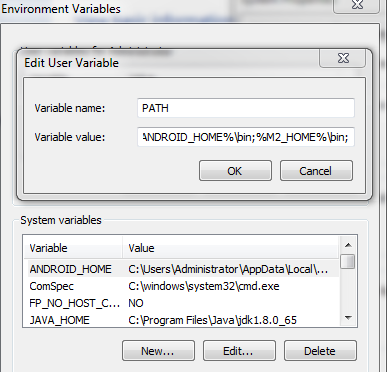 Environment Variables
Edit User Variable
Variable name: PATH
Variable value: ANDROID_HOME%\bin;%M2_HOME%\bin;
OK Cancel
System variables
Variable Value
ANDROID_HOME C:\Users\Administrator\AppData\Local\...
ComSpec C:\windows\system32\cmd.exe
FP_NO_HOST_C... NO
JAVA_HOME C:\Program Files\Java\jdk1.8.0_65
New... Edit... Delete